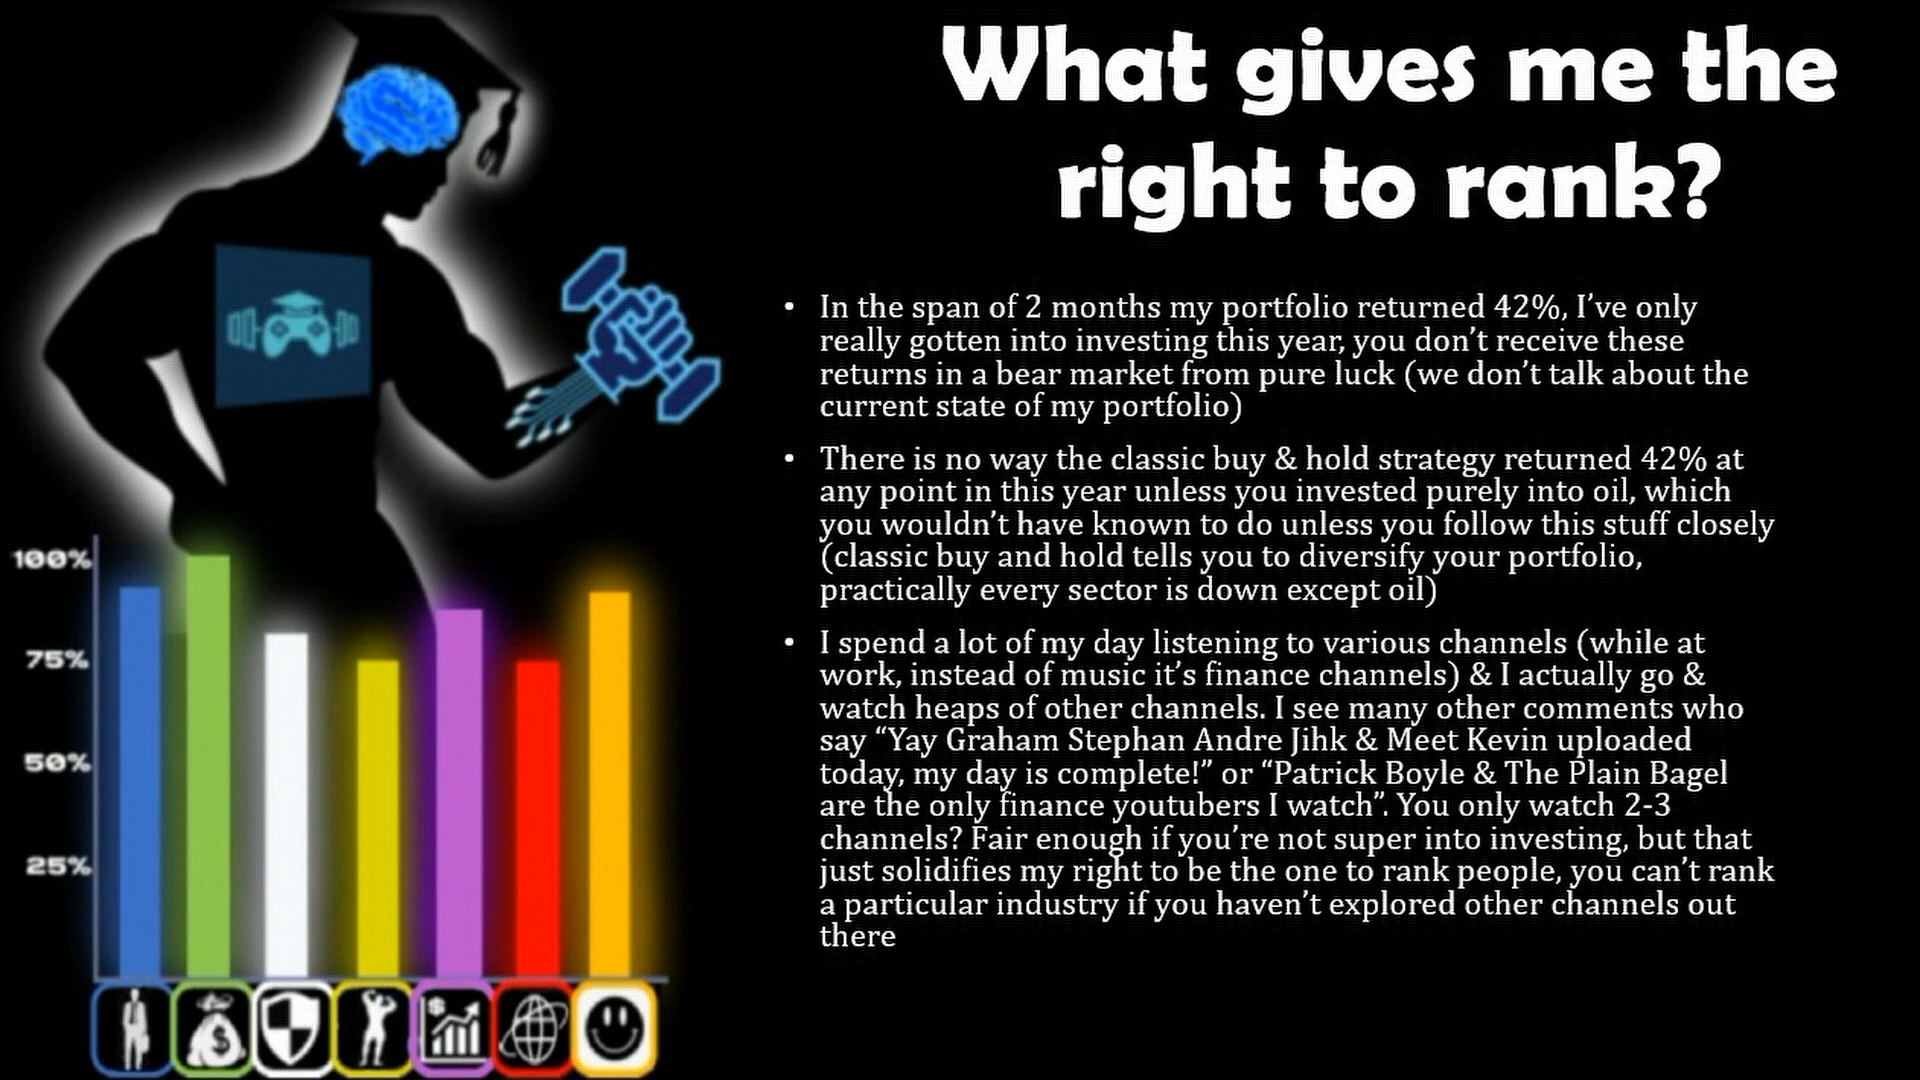 What gives me the
right to rank?
• In the span of 2 months my portfolio returned 42%, I’ve only
really gotten into investing this year, you don’t receive these
returns in a bear market from pure luck (we don’t talk about the
current state of my portfolio)
• There is no way the classic buy & hold strategy returned 42% at
any point in this year unless you invested purely into oil, which
you wouldn’t have known to do unless you follow this stuff closely
(classic buy and hold tells you to diversify your portfolio,
practically every sector is down except oil)
• I spend a lot of my day listening to various channels (while at
work, instead of music it’s finance channels) & I actually go &
watch heaps of other channels. I see many other comments who
say “Yay Graham Stephan Andre Jihk & Meet Kevin uploaded
today, my day is complete!” or “Patrick Boyle & The Plain Bagel
are the only finance youtubers I watch”. You only watch 2-3
channels? Fair enough if you’re not super into investing, but that
just solidifies my right to be the one to rank people, you can’t rank
a particular industry if you haven’t explored other channels out
there
100%
75%
50%
25%
$
$